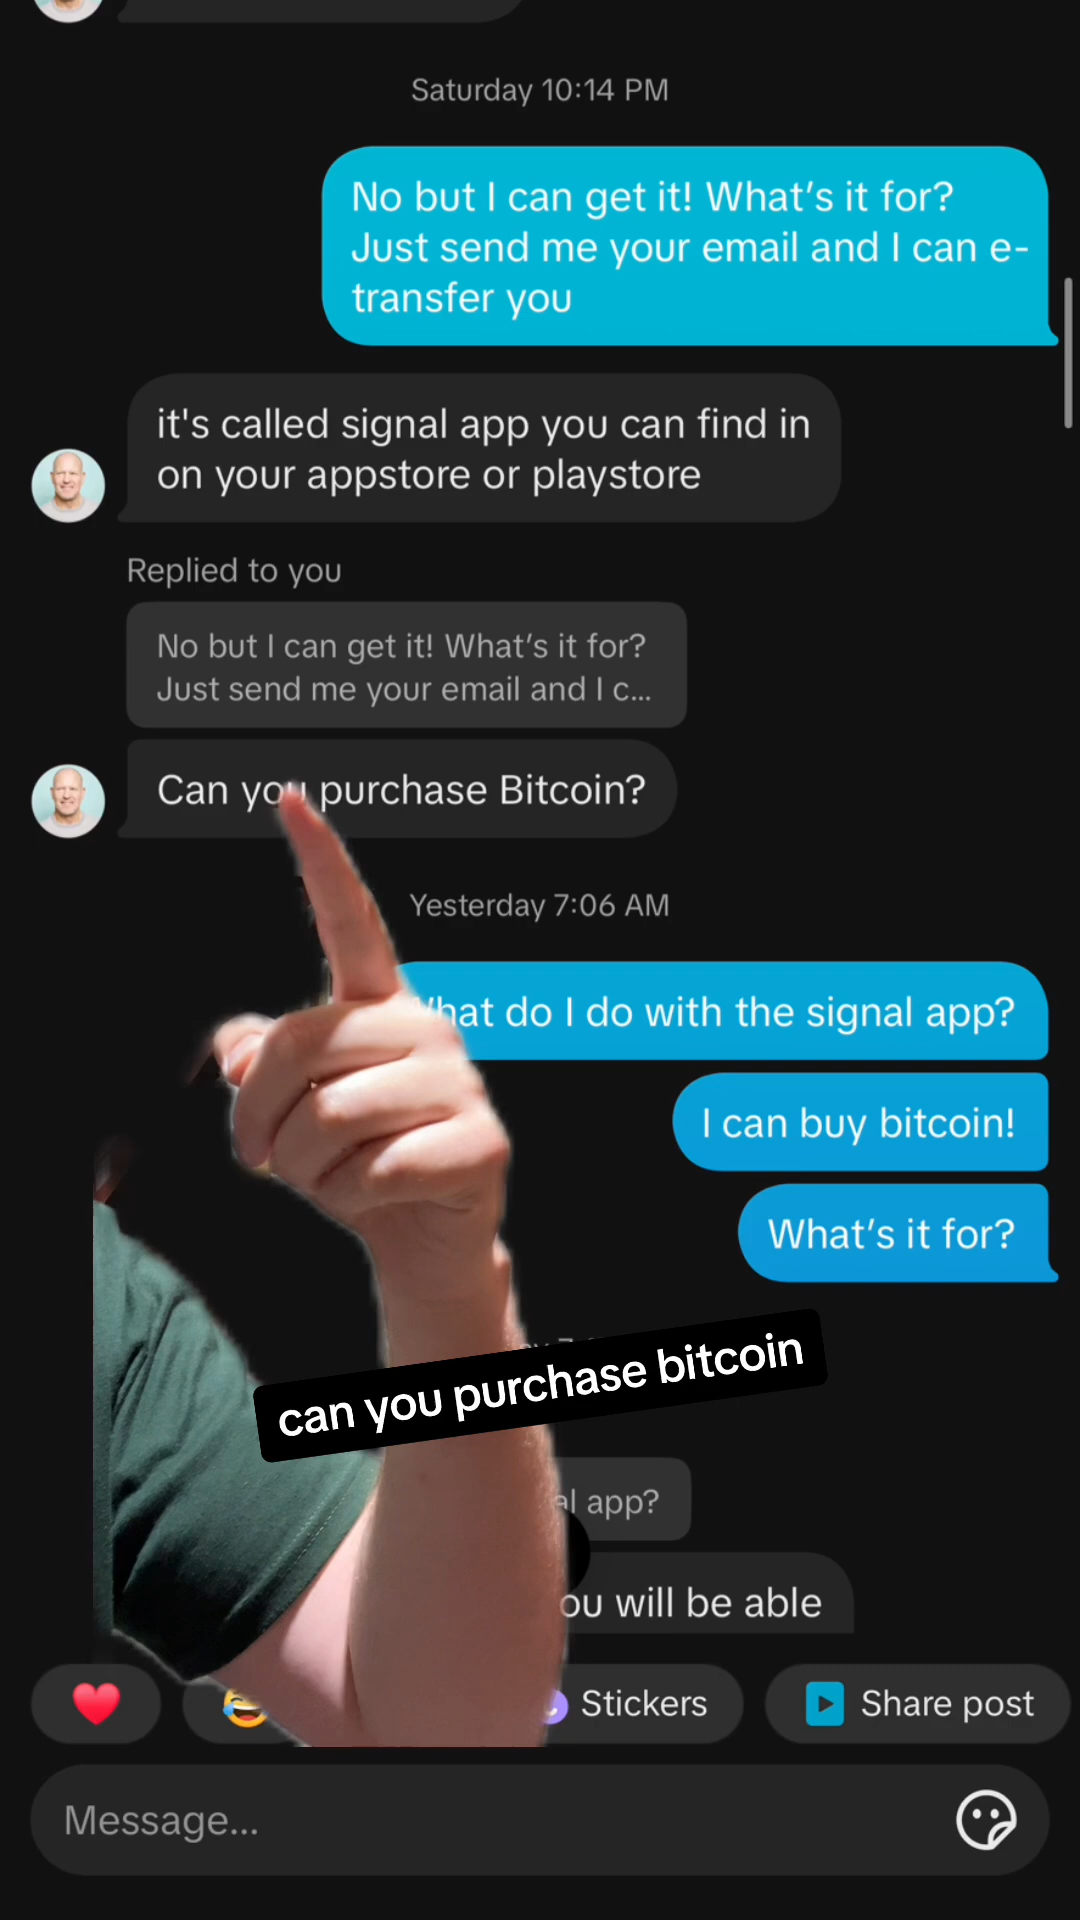 Saturday 10:14 PM
No but I can get it! What's it for?
Just send me your email and I can e-
transfer you
it's called signal app you can find in
on your appstore or playstore
Replied to you
No but I can get it! What's it for?
Just send me your email and I c...
Can you purchase Bitcoin?
Yesterday 7:06 AM
What do I do with the signal app?
I can buy bitcoin!
What's it for?
can you purchase bitcoin
app?
will be able
Stickers
Share post
Message...